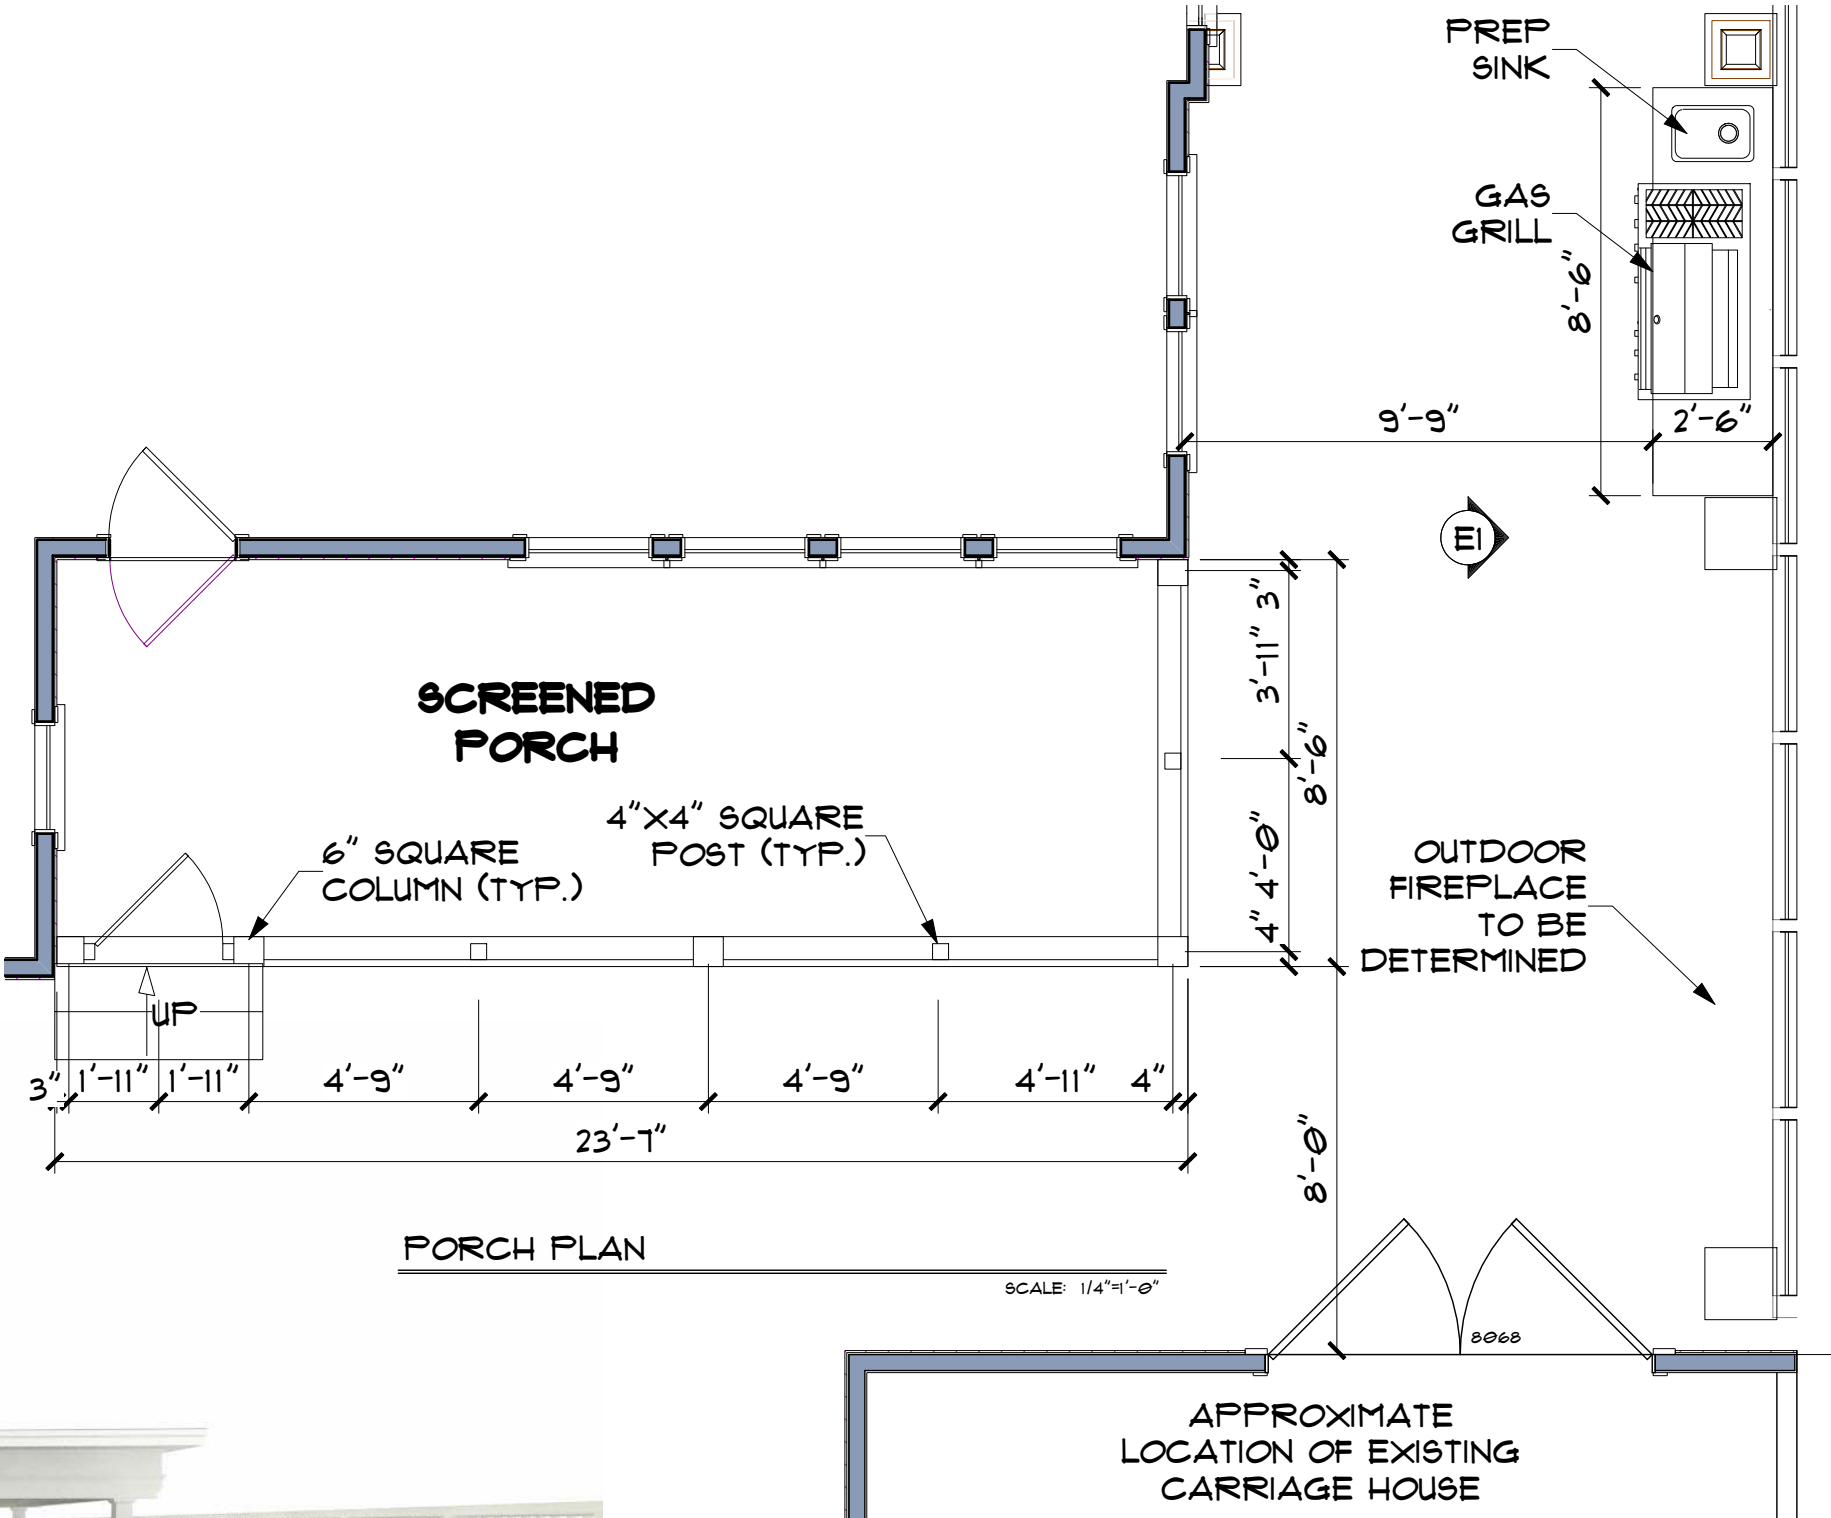 PREP
SINK
GAS
GRILL
8'-6"
9'-9"
2'-6"
E1
3"
3'-11"
8'-6"
4'-0"
4"
SCREENED
PORCH
4"X4" SQUARE
POST (TYP.)
6" SQUARE
COLUMN (TYP.)
OUTDOOR
FIREPLACE
TO BE
DETERMINED
UP
3" 1'-11" 1'-11" 4'-9" 4'-9" 4'-9" 4'-11" 4"
23'-7"
8'-0"
PORCH PLAN
SCALE: 1/4"=1'-0"
8068
APPROXIMATE
LOCATION OF EXISTING
CARRIAGE HOUSE